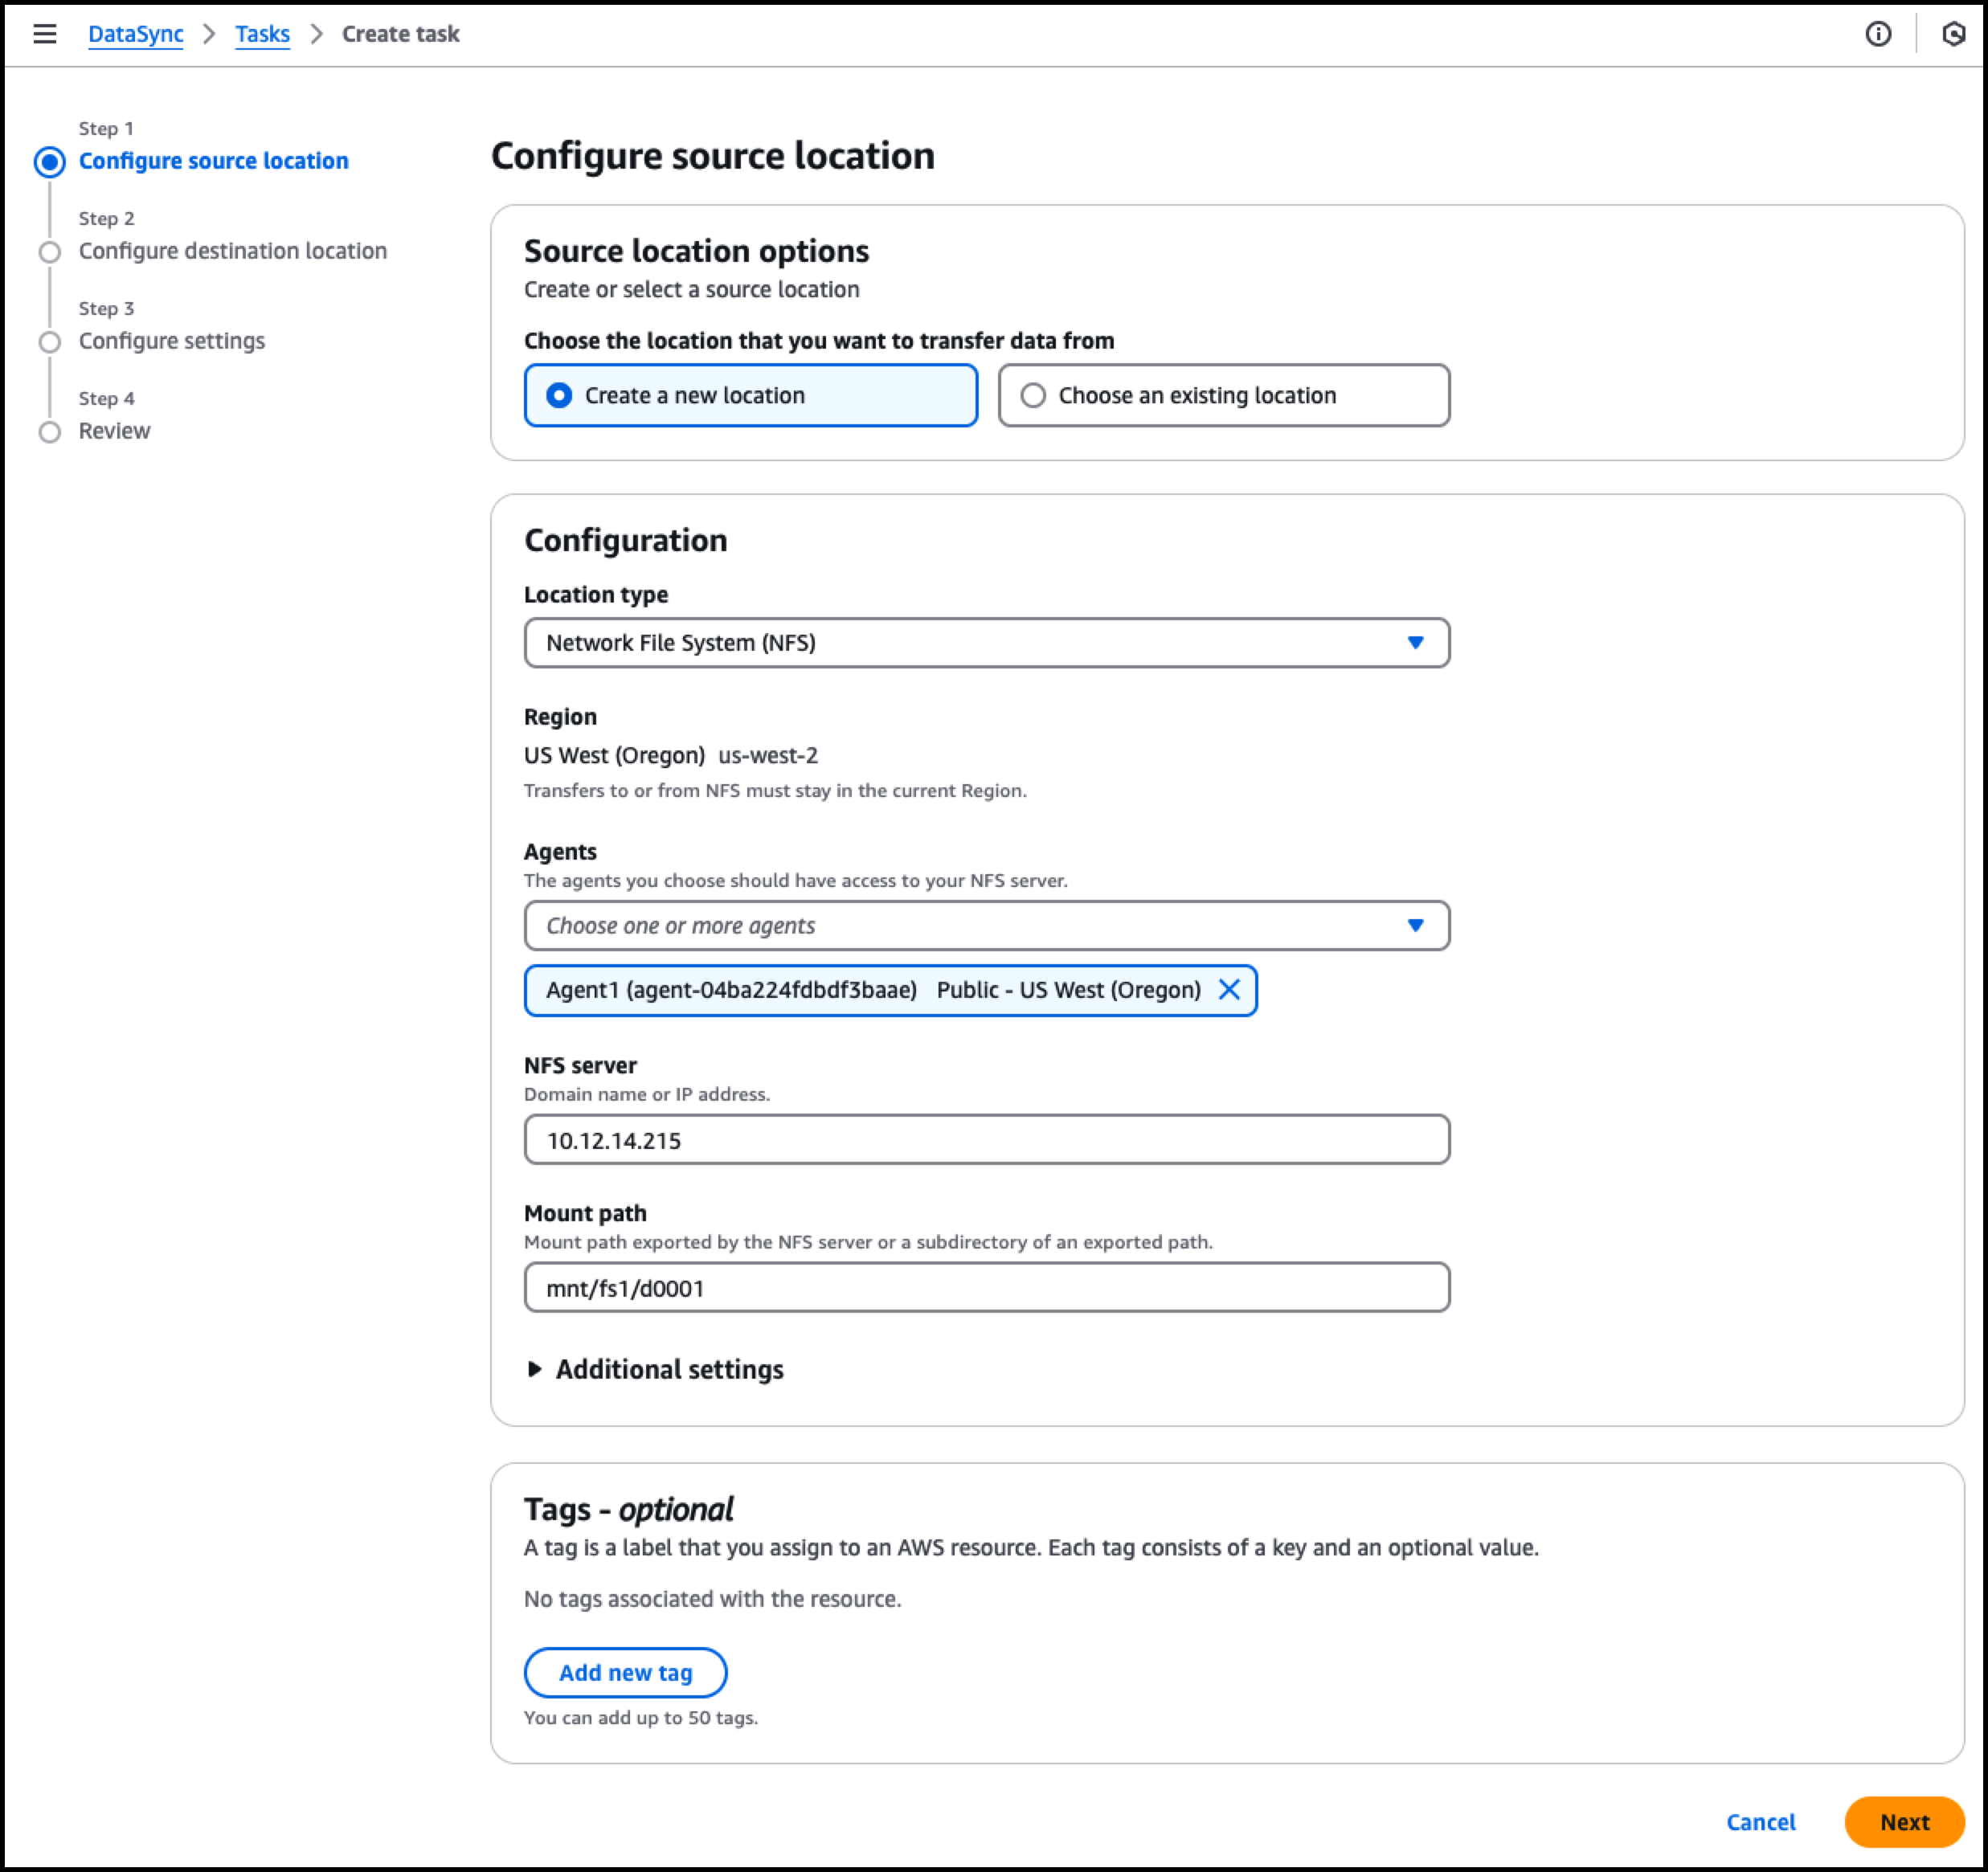 DataSync > Tasks > Create task
Step 1
Configure source location
Step 2
Configure destination location
Step 3
Configure settings
Step 4
Review
Configure source location
Source location options
Create or select a source location
Choose the location that you want to transfer data from
Create a new location
Choose an existing location
Configuration
Location type
Network File System (NFS)
Region
US West (Oregon) us-west-2
Transfers to or from NFS must stay in the current Region.
Agents
The agents you choose should have access to your NFS server.
Choose one or more agents
Agent1 (agent-04ba224fdbdf3baae) Public - US West (Oregon)
NFS server
Domain name or IP address.
10.12.14.215
Mount path
Mount path exported by the NFS server or a subdirectory of an exported path.
mnt/fs1/d0001
Additional settings
Tags - optional
A tag is a label that you assign to an AWS resource. Each tag consists of a key and an optional value.
No tags associated with the resource.
Add new tag
You can add up to 50 tags.
Cancel
Next